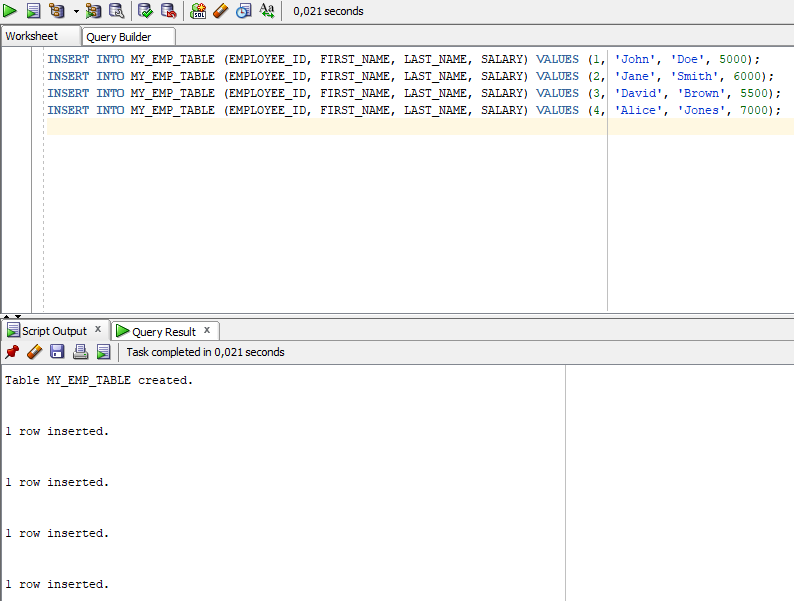 0,021 seconds
Worksheet Query Builder
INSERT INTO MY_EMP_TABLE (EMPLOYEE_ID, FIRST_NAME, LAST_NAME, SALARY) VALUES (1, 'John', 'Doe', 5000);
INSERT INTO MY_EMP_TABLE (EMPLOYEE_ID, FIRST_NAME, LAST_NAME, SALARY) VALUES (2, 'Jane', 'Smith', 6000);
INSERT INTO MY_EMP_TABLE (EMPLOYEE_ID, FIRST_NAME, LAST_NAME, SALARY) VALUES (3, 'David', 'Brown', 5500);
INSERT INTO MY_EMP_TABLE (EMPLOYEE_ID, FIRST_NAME, LAST_NAME, SALARY) VALUES (4, 'Alice', 'Jones', 7000);
Script Output x Query Result x
Task completed in 0,021 seconds
Table MY_EMP_TABLE created.
1 row inserted.
1 row inserted.
1 row inserted.
1 row inserted.